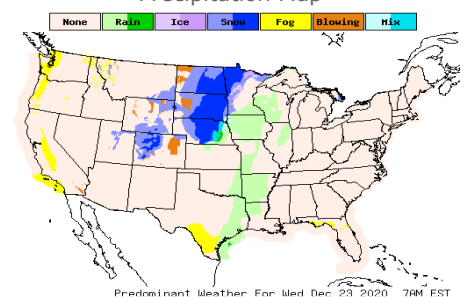 Precipitation Map
None Rain Ice Snow Fog Blowing Mix
Predominant Weather For Wed Dec 23 2020 7AM EST